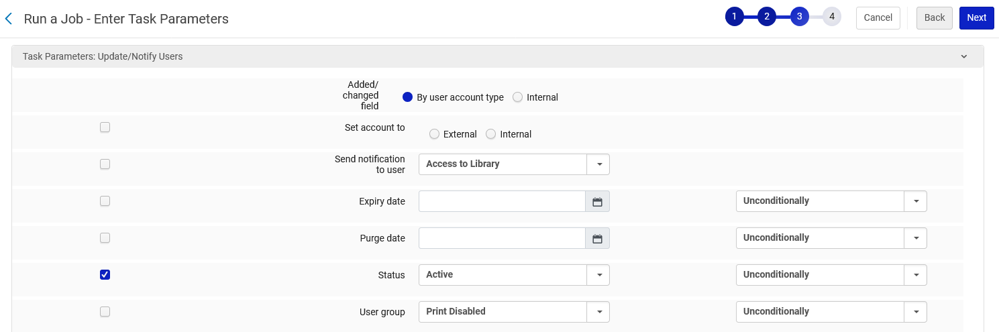 Run a Job - Enter Task Parameters
1 2 3 4
Cancel Back Next
Task Parameters: Update/Notify Users
Added/
changed
field
By user account type Internal
Set account to
External Internal
Send notification
to user
Access to Library
Expiry date
Unconditionally
Purge date
Unconditionally
Status
Active
Unconditionally
User group
Print Disabled
Unconditionally